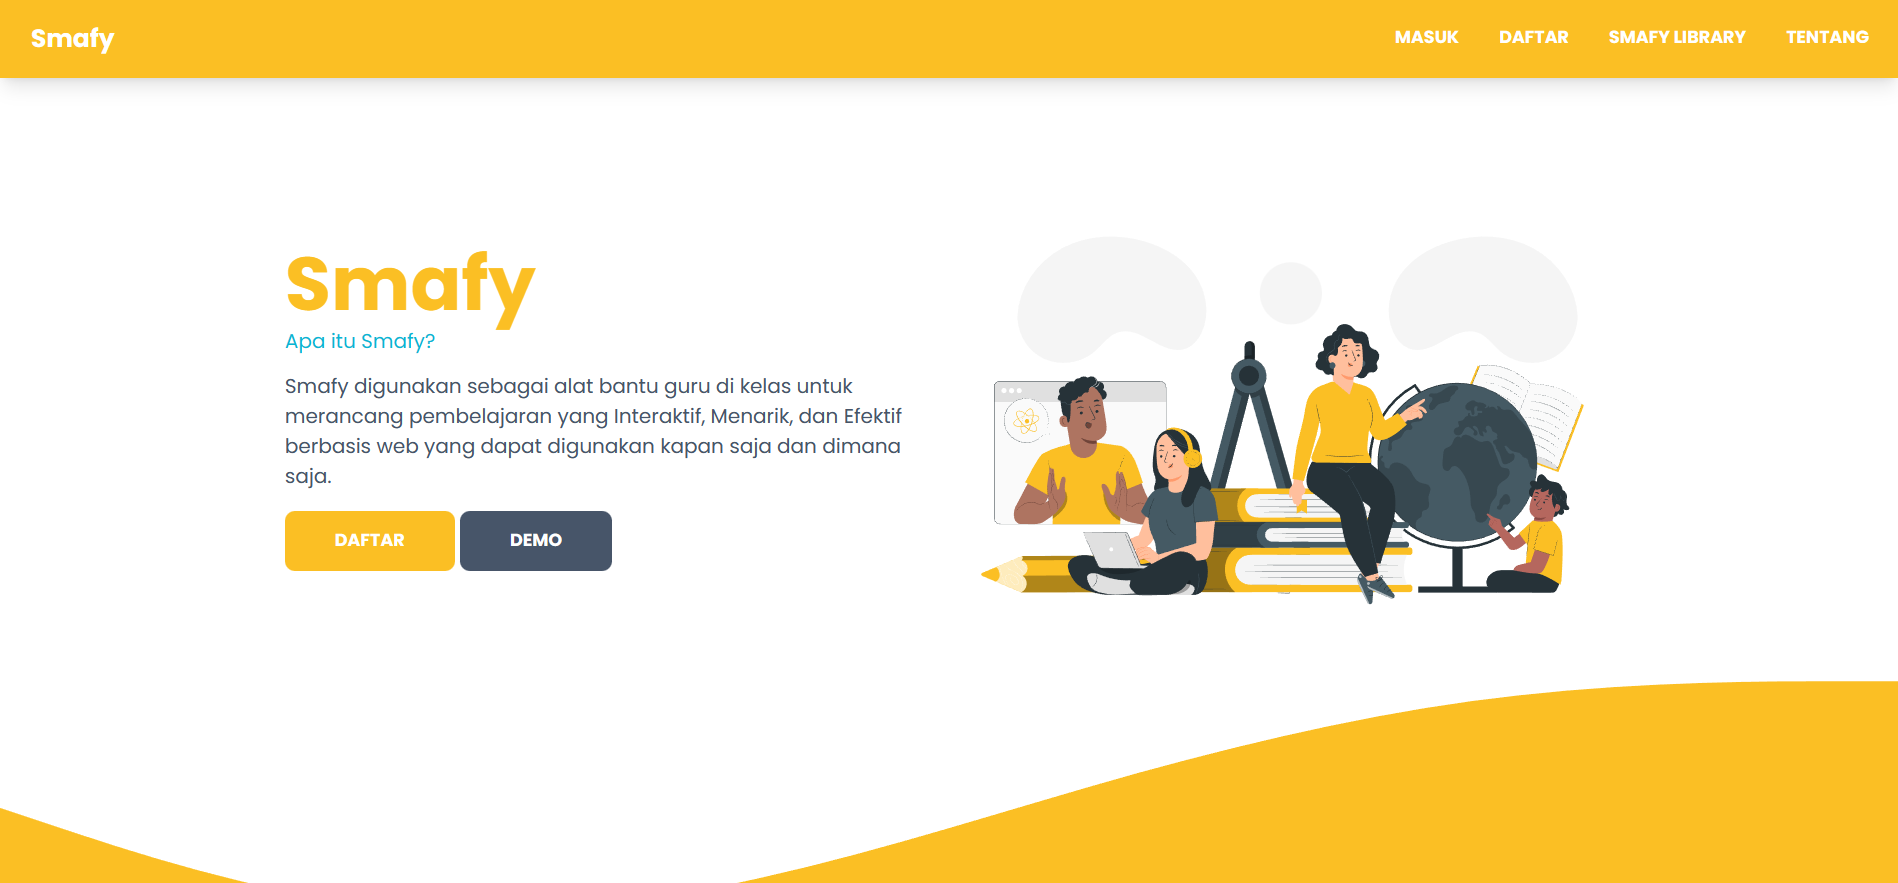 Smafy
MASUK
DAFTAR
SMAFY LIBRARY
TENTANG
Smafy
Apa itu Smafy?
Smafy digunakan sebagai alat bantu guru di kelas untuk
merancang pembelajaran yang Interaktif, Menarik, dan Efektif
berbasis web yang dapat digunakan kapan saja dan dimana
saja.
DAFTAR
DEMO